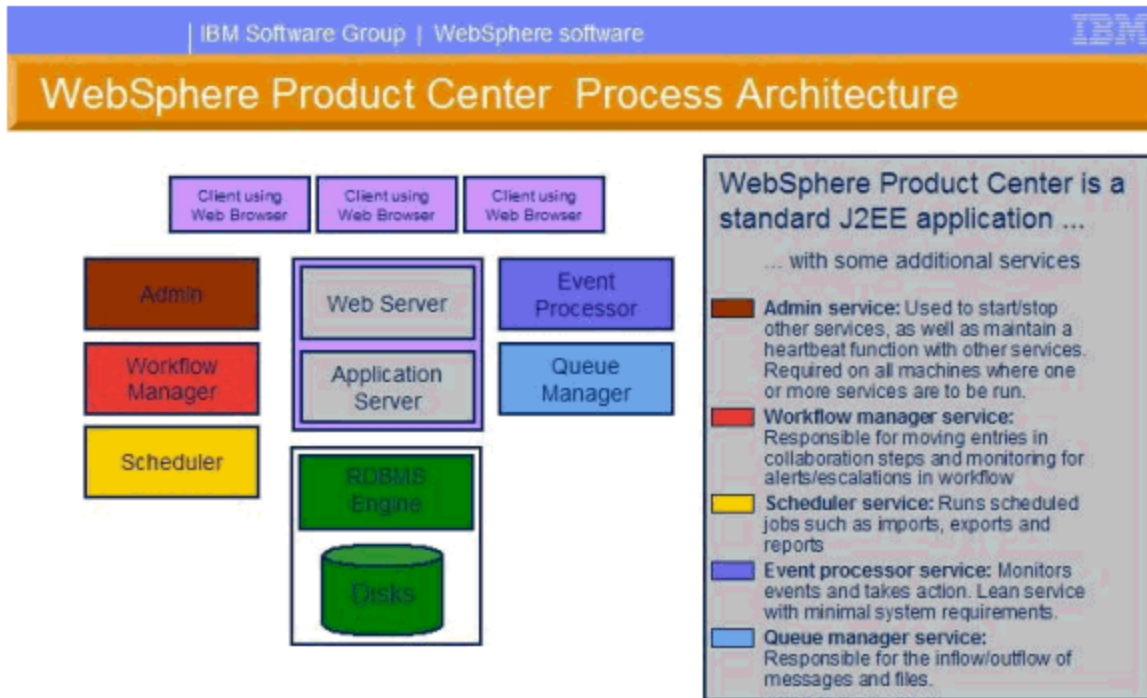 IBM Software Group | WebSphere software
IBM
WebSphere Product Center Process Architecture
Client using
Web Browser
Client using
Web Browser
Client using
Web Browser
Admin
Workflow
Manager
Scheduler
Web Server
Application
Server
RDBMS
Engine
Disks
Event
Processor
Queue
Manager
WebSphere Product Center is a
standard J2EE application ...
... with some additional services
Admin service: Used to start/stop
other services, as well as maintain a
heartbeat function with other services.
Required on all machines where one
or more services are to be run.
Workflow manager service:
Responsible for moving entries in
collaboration steps and monitoring for
alerts/escalations in workflow
Scheduler service: Runs scheduled
jobs such as imports, exports and
reports
Event processor service: Monitors
events and takes action. Lean service
with minimal system requirements.
Queue manager service:
Responsible for the inflow/outflow of
messages and files.